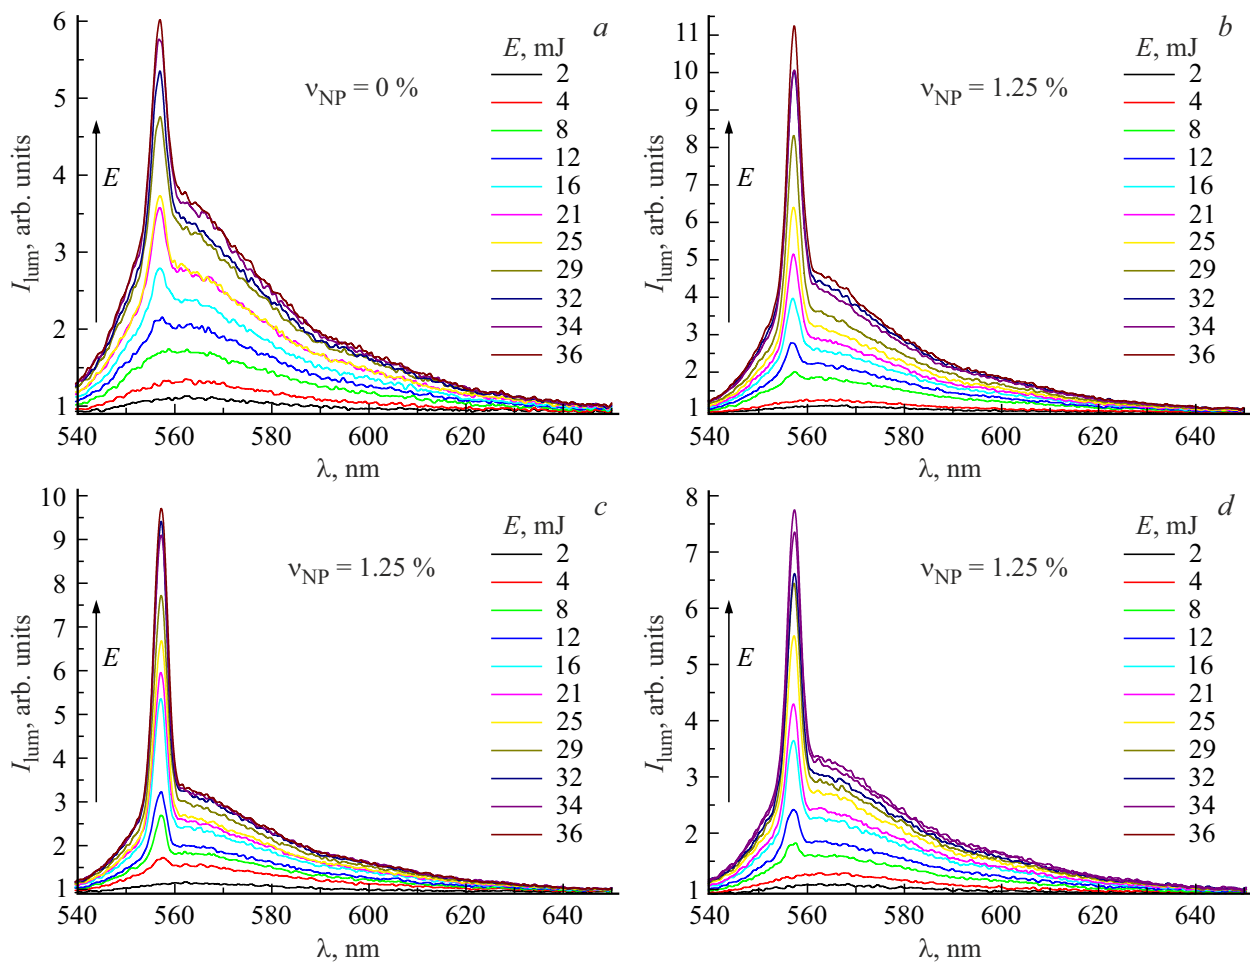 a
ν_NP = 0 %
E, mJ
2
4
8
12
16
21
25
29
32
34
36
E
I_lum, arb. units
6
5
4
3
2
1
540 560 580 600 620 640
λ, nm
b
ν_NP = 1.25 %
E, mJ
2
4
8
12
16
21
25
29
32
34
36
E
I_lum, arb. units
11
10
9
8
7
6
5
4
3
2
1
540 560 580 600 620 640
λ, nm
c
ν_NP = 1.25 %
E, mJ
2
4
8
12
16
21
25
29
32
34
36
E
I_lum, arb. units
10
9
8
7
6
5
4
3
2
1
540 560 580 600 620 640
λ, nm
d
ν_NP = 1.25 %
E, mJ
2
4
8
12
16
21
25
29
32
34
36
E
I_lum, arb. units
8
7
6
5
4
3
2
1
540 560 580 600 620 640
λ, nm